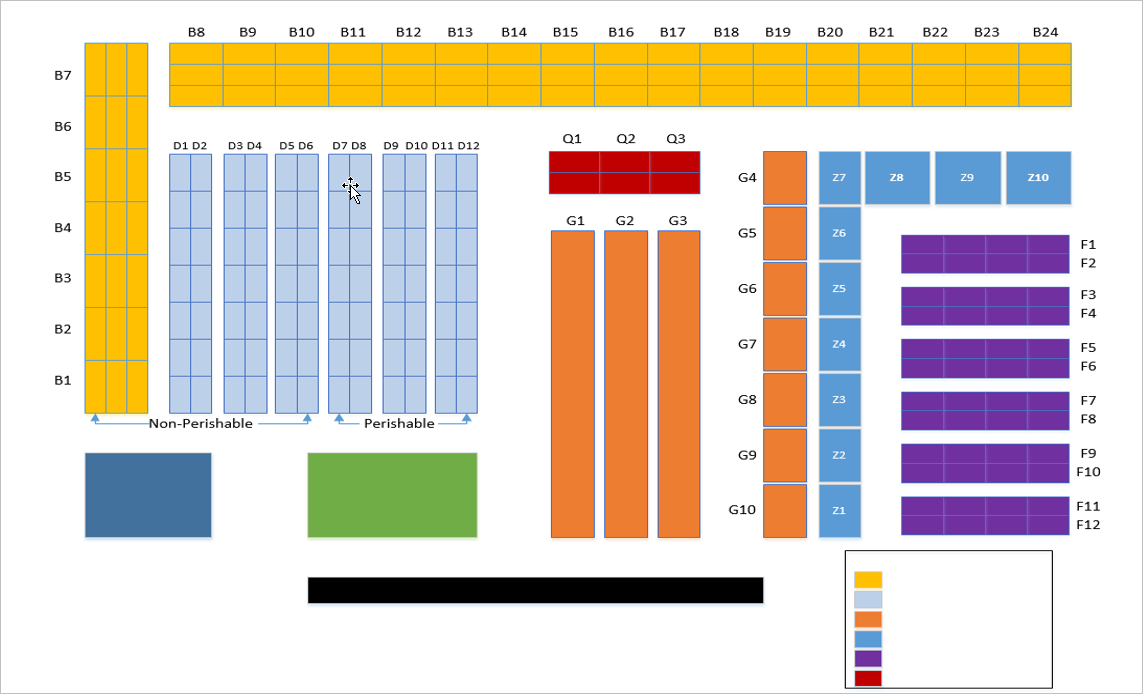 B8 B9 B10 B11 B12 B13 B14 B15 B16 B17 B18 B19 B20 B21 B22 B23 B24
B7
B6
B5
B4
B3
B2
B1
D1 D2 D3 D4 D5 D6 D7 D8 D9 D10 D11 D12
Non-Perishable Perishable
Q1 Q2 Q3
G1 G2 G3
G4 Z7 Z8 Z9 Z10
G5 Z6
G6 Z5
G7 Z4
G8 Z3
G9 Z2
G10 Z1
F1
F2
F3
F4
F5
F6
F7
F8
F9
F10
F11
F12